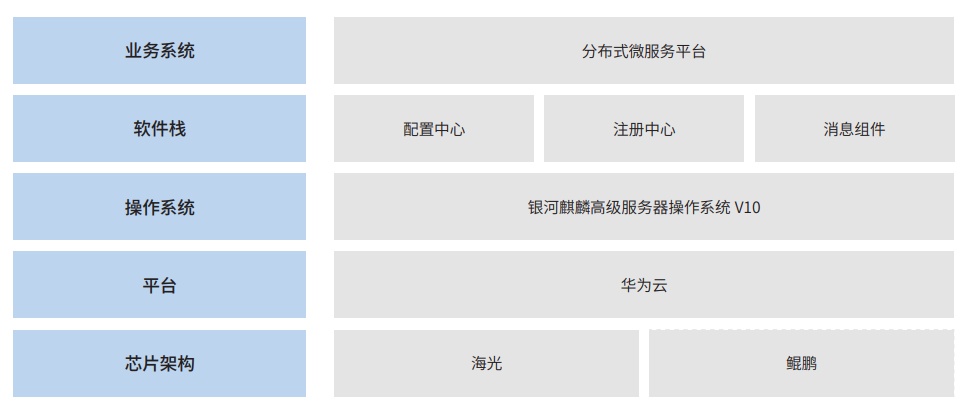 业务系统
分布式微服务平台
软件栈
配置中心
注册中心
消息组件
操作系统
银河麒麟高级服务器操作系统 V10
平台
华为云
芯片架构
海光
鲲鹏